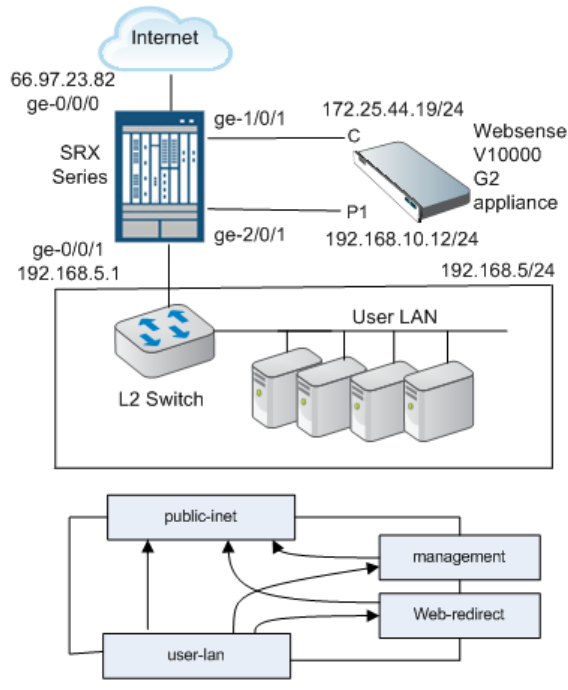 Internet
66.97.23.82
ge-0/0/0
SRX
Series
ge-1/0/1
172.25.44.19/24
C
Websense
V10000
G2
appliance
P1
ge-2/0/1
192.168.10.12/24
ge-0/0/1
192.168.5.1
192.168.5/24
User LAN
L2 Switch
public-inet
management
Web-redirect
user-lan